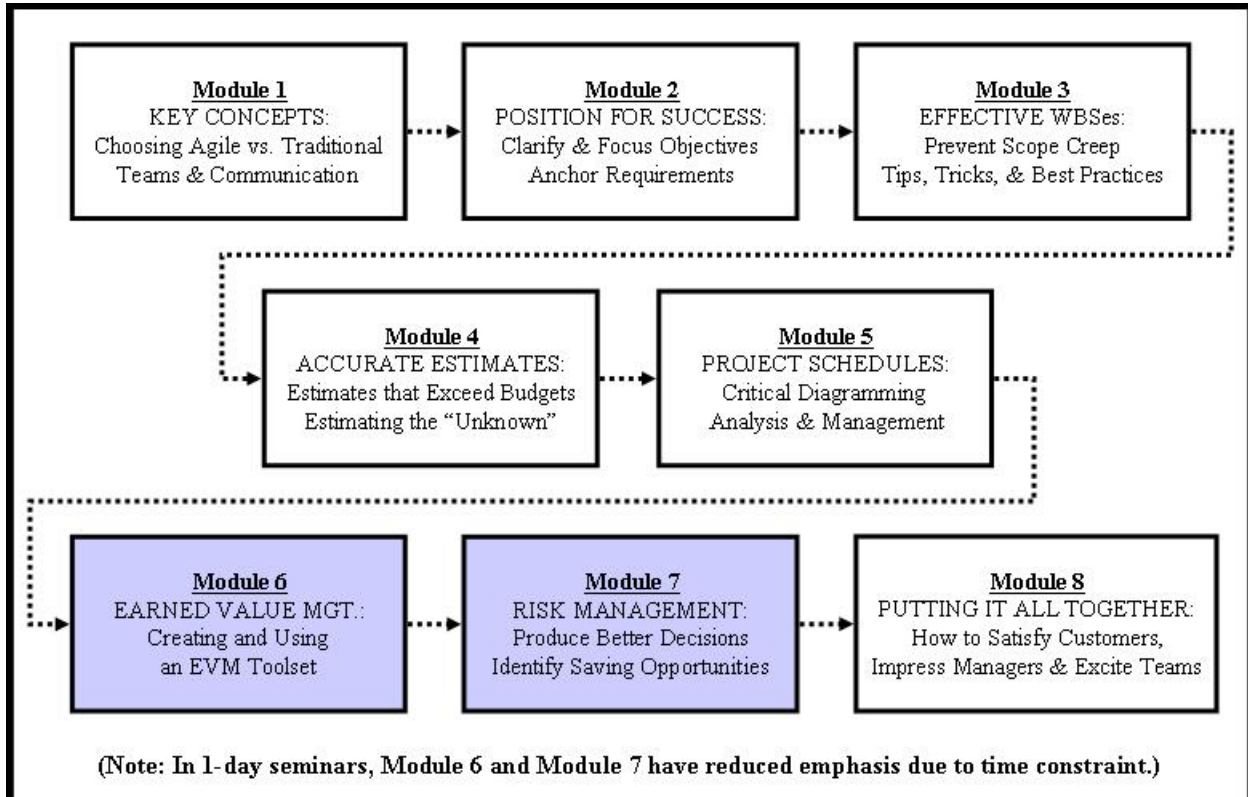 Module 1
KEY CONCEPTS:
Choosing Agile vs. Traditional
Teams & Communication
Module 2
POSITION FOR SUCCESS:
Clarify & Focus Objectives
Anchor Requirements
Module 3
EFFECTIVE WBSes:
Prevent Scope Creep
Tips, Tricks, & Best Practices
Module 4
ACCURATE ESTIMATES:
Estimates that Exceed Budgets
Estimating the “Unknown”
Module 5
PROJECT SCHEDULES:
Critical Diagramming
Analysis & Management
Module 6
EARNED VALUE MGT.:
Creating and Using
an EVM Toolset
Module 7
RISK MANAGEMENT:
Produce Better Decisions
Identify Saving Opportunities
Module 8
PUTTING IT ALL TOGETHER:
How to Satisfy Customers,
Impress Managers & Excite Teams
(Note: In 1-day seminars, Module 6 and Module 7 have reduced emphasis due to time constraint.)